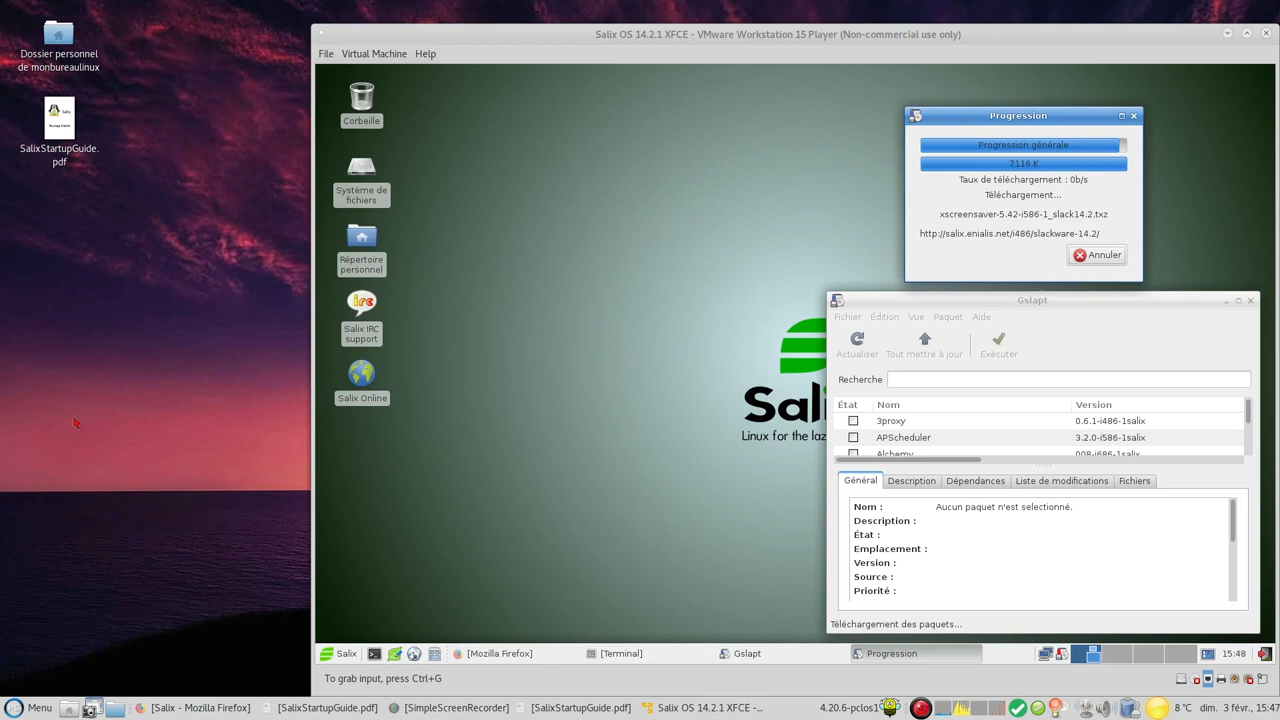 Dossier personnel
de monbureaulinux
SalixStartupGuide.
pdf
Salix OS 14.2.1 XFCE - VMware Workstation 15 Player (Non-commercial use only)
File Virtual Machine Help
Corbeille
Système de
fichiers
Répertoire
personnel
irc
Salix IRC
support
Salix Online
Linux for the laz
Progression
Progression générale
7116 K
Taux de téléchargement : 0b/s
Téléchargement...
xscreensaver-5.42-i586-1_slack14.2.txz
http://salix.enialis.net/i486/slackware-14.2/
Annuler
Gslapt
Fichier Édition Vue Paquet Aide
Actualiser Tout mettre à jour Exécuter
Recherche
État Nom Version
3proxy 0.6.1-i486-1salix
APScheduler 3.2.0-i586-1salix
Alchemy 008-i686-1salix
Général Description Dépendances Liste de modifications Fichiers
Nom : Aucun paquet n'est selectionné.
Description :
État :
Emplacement :
Version :
Source :
Priorité :
Téléchargement des paquets...
Salix [Mozilla Firefox] [Terminal] Gslapt Progression 15:48
To grab input, press Ctrl+G
Menu [Salix - Mozilla Firefox] [SalixStartupGuide.pdf] [SimpleScreenRecorder] [SalixStartupGuide.pdf] Salix OS 14.2.1 XFCE - VMware Wo... 4.20.6-pclos1 8 °C dim. 3 févr., 15:47